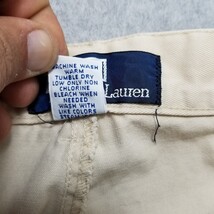 MACHINE WASH
WARM
TUMBLE DRY
LOW ONLY NON
CHLORINE
BLEACH WHEN
NEEDED
WASH WITH
LIKE COLORS
Lauren